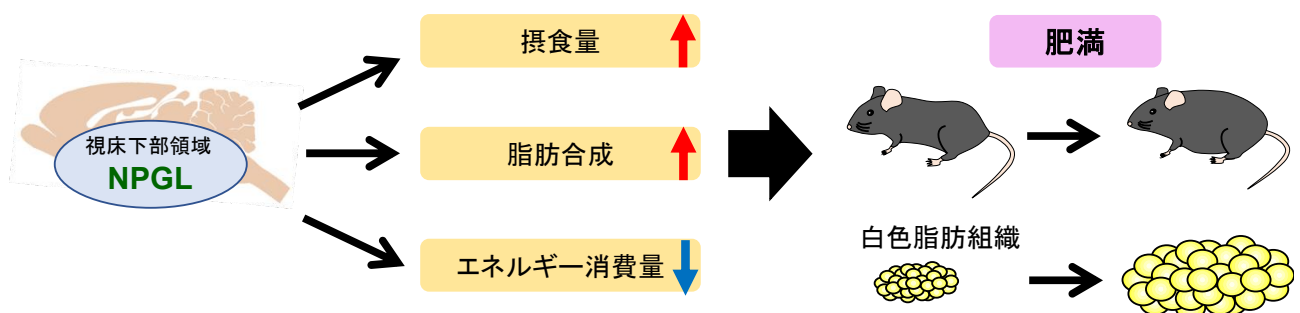 視床下部領域
NPGL
摂食量
脂肪合成
エネルギー消費量
肥満
白色脂肪組織